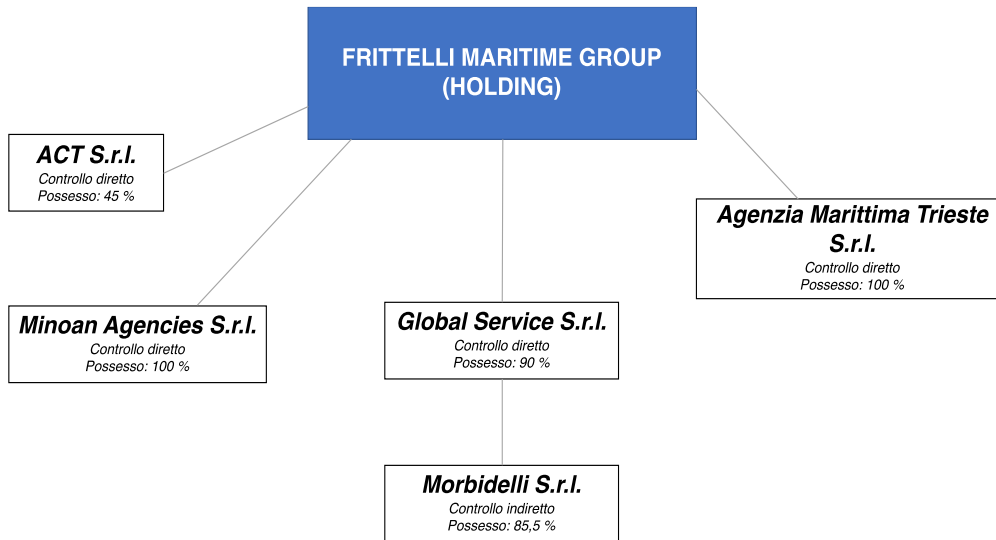 FRITTELLI MARITIME GROUP
(HOLDING)
ACT S.r.l.
Controllo diretto
Possesso: 45 %
Agenzia Marittima Trieste
S.r.l.
Controllo diretto
Possesso: 100 %
Minoan Agencies S.r.l.
Controllo diretto
Possesso: 100 %
Global Service S.r.l.
Controllo diretto
Possesso: 90 %
Morbidelli S.r.l.
Controllo indiretto
Possesso: 85,5 %